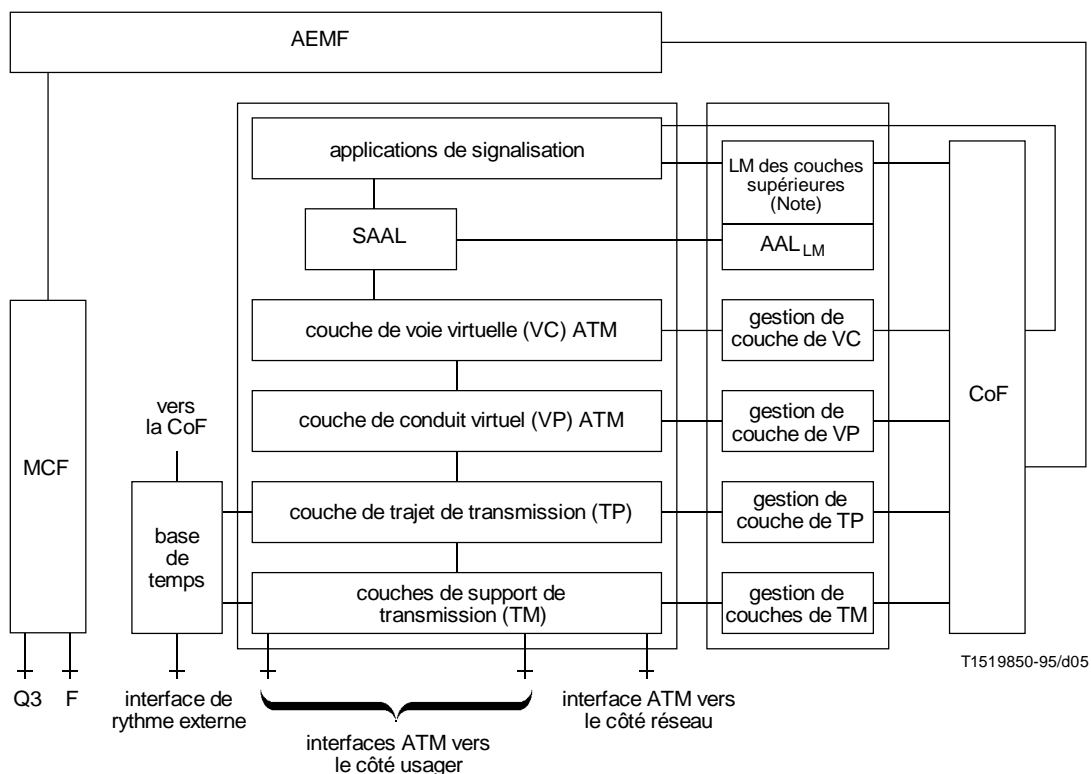 AEMF
applications de signalisation
LM des couches
supérieures
(Note)
SAAL
AAL LM
couche de voie virtuelle (VC) ATM
gestion de
couche de VC
CoF
vers
la CoF
couche de conduit virtuel (VP) ATM
gestion de
couche de VP
MCF
base
de
temps
couche de trajet de transmission (TP)
gestion de
couche de TP
couches de support de
transmission (TM)
gestion de
couches de TM
T1519850-95/d05
Q3
F
interface de
rythme externe
interfaces ATM vers
le côté usager
interface ATM vers
le côté réseau